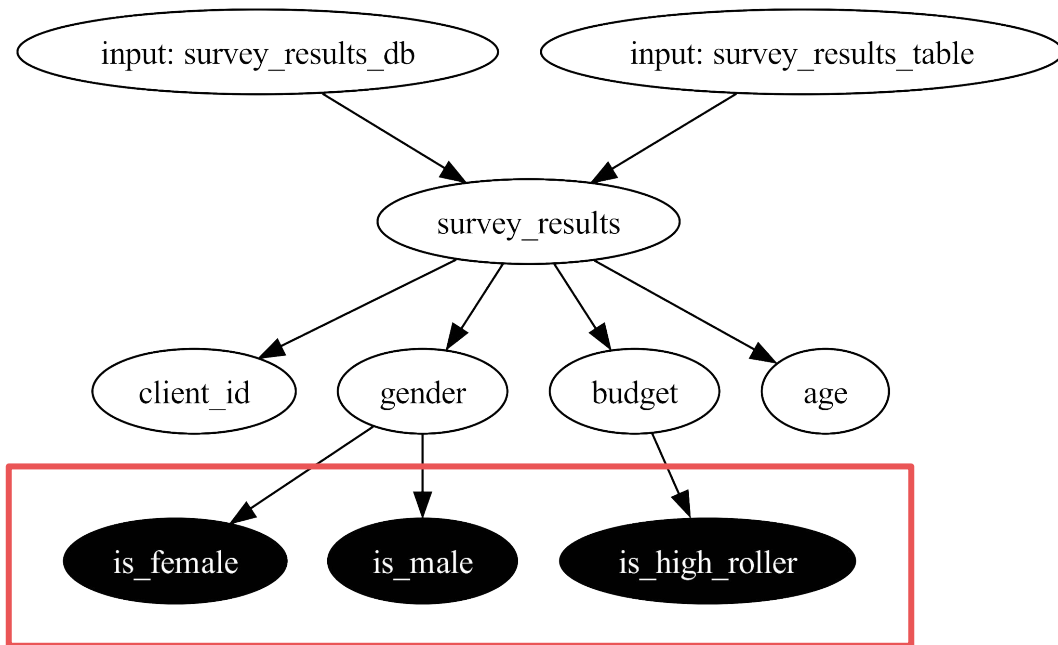 input: survey_results_db
input: survey_results_table
survey_results
client_id
gender
budget
age
is_female
is_male
is_high_roller